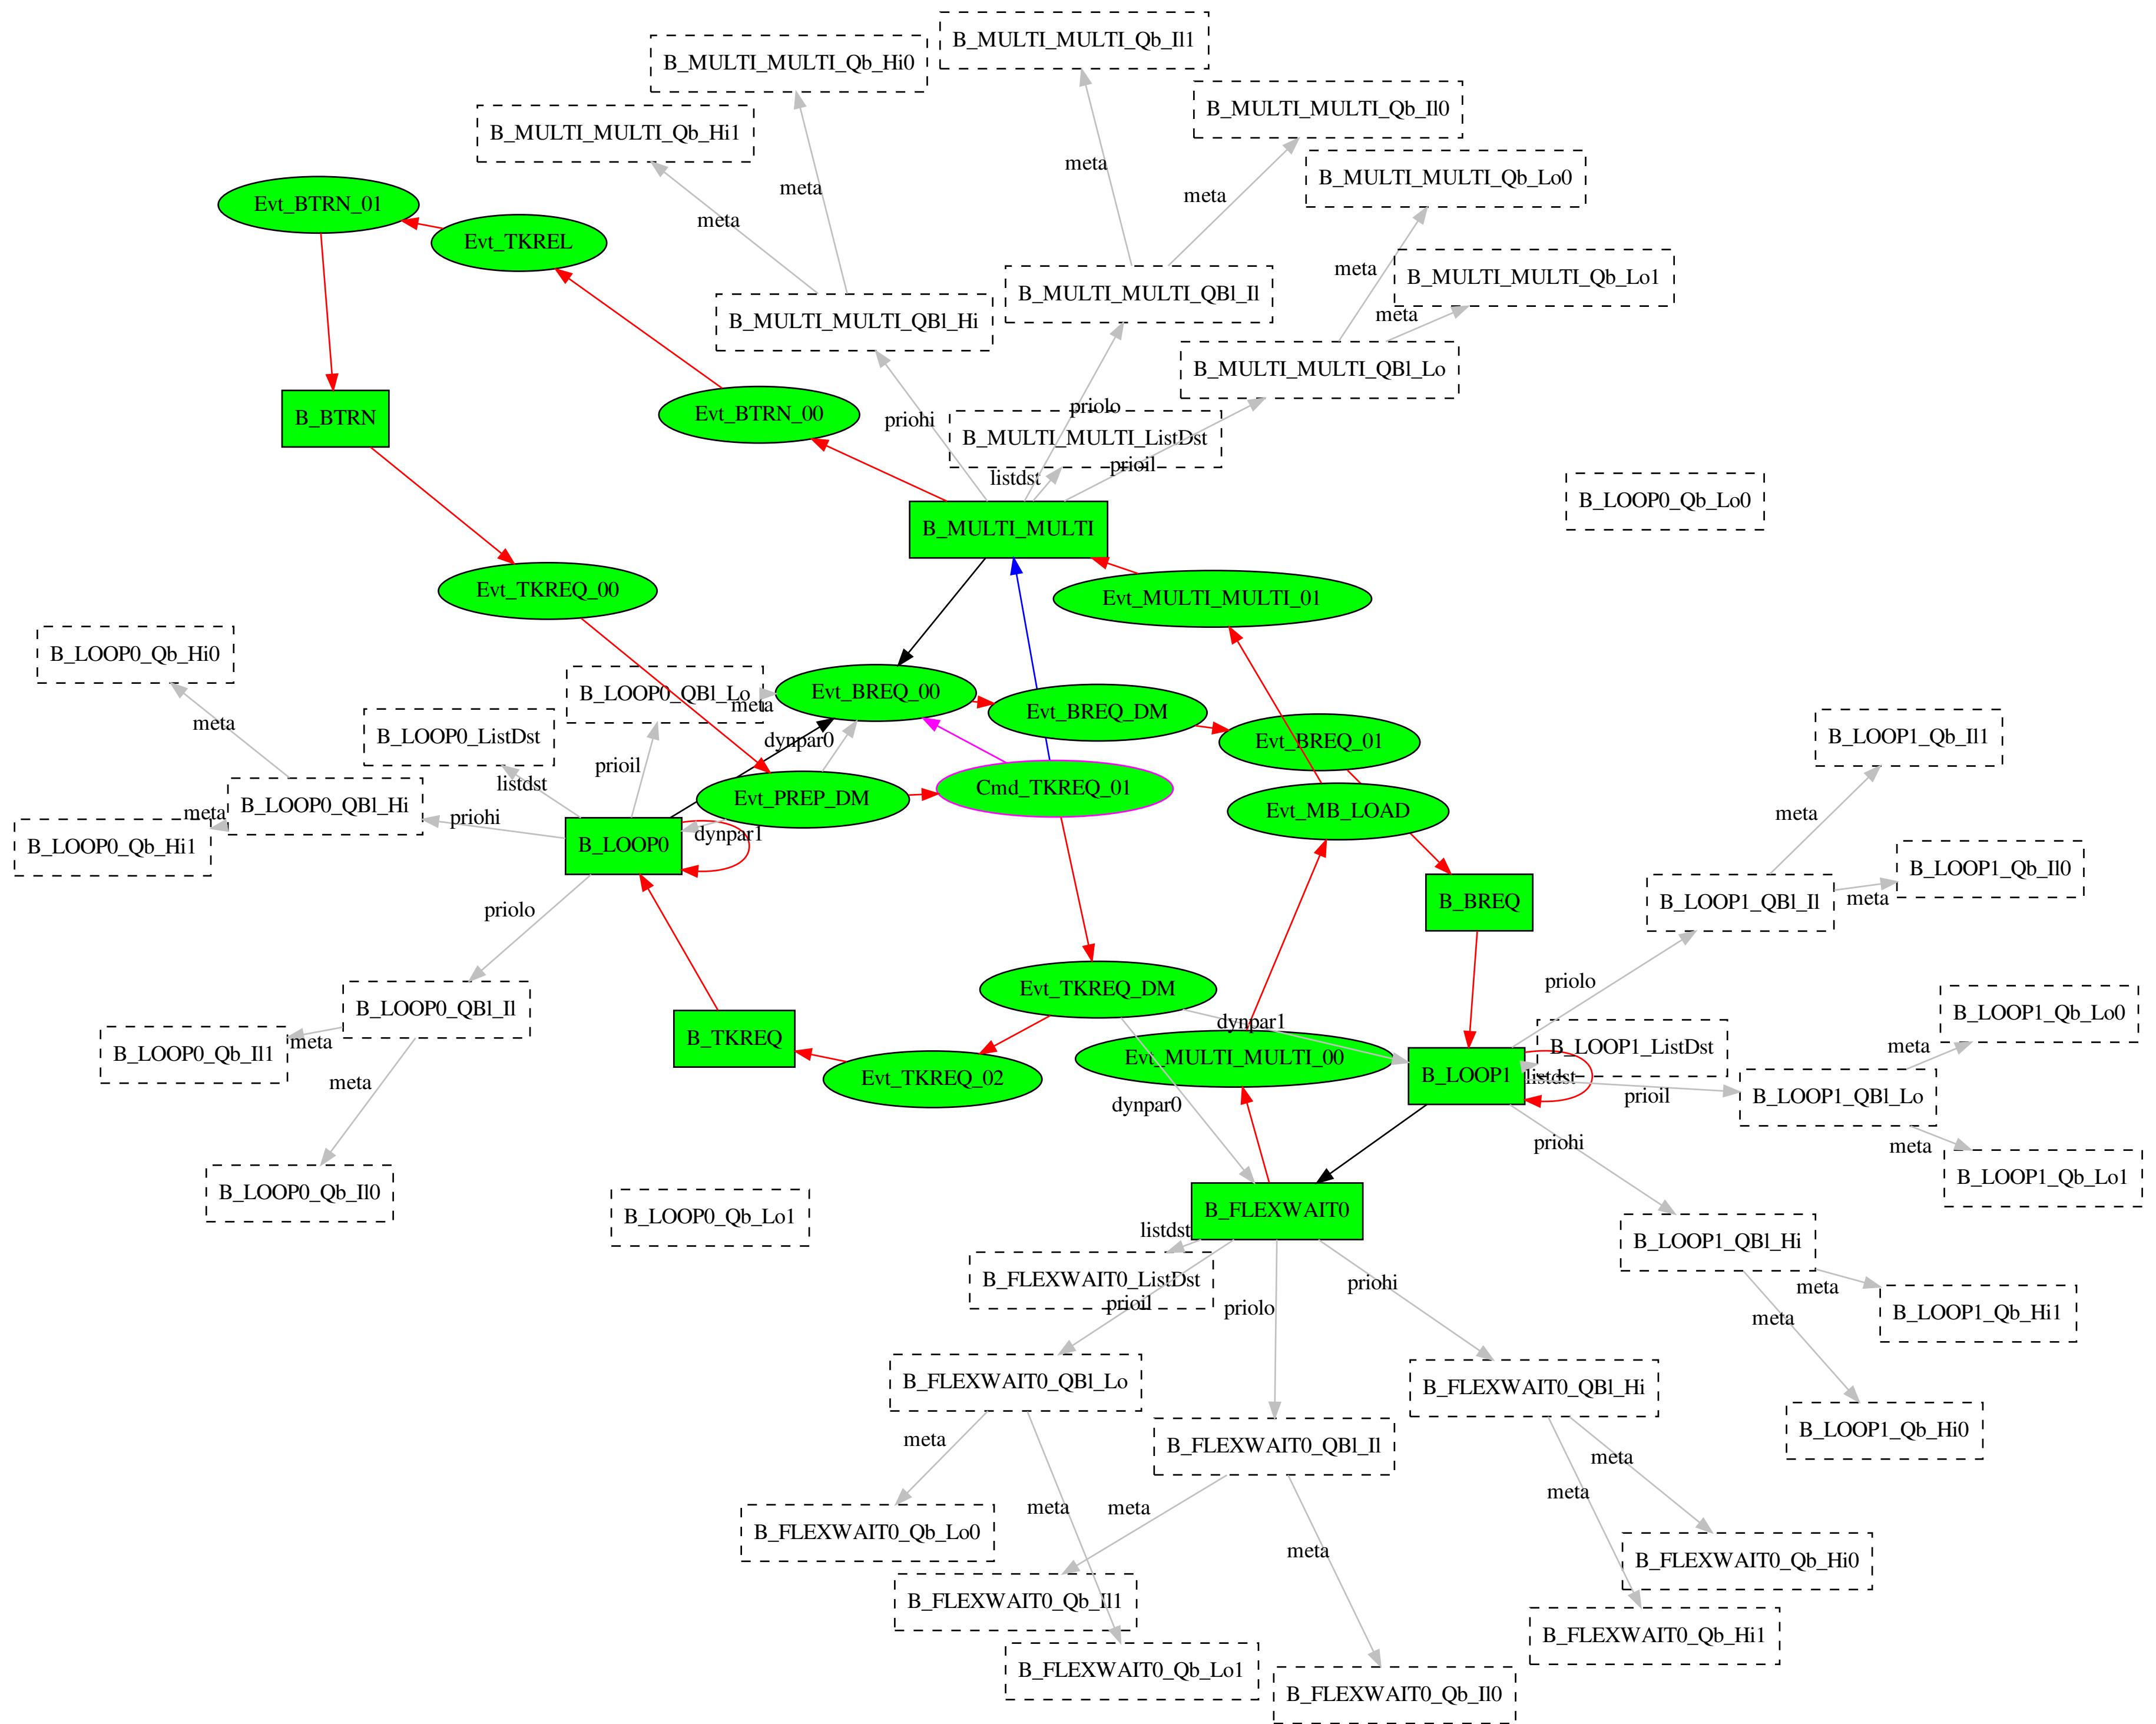 B_MULTI_MULTI_Qb_Il1
B_MULTI_MULTI_Qb_Hi0
B_MULTI_MULTI_Qb_Il0
B_MULTI_MULTI_Qb_Hi1
meta
meta
B_MULTI_MULTI_Qb_Lo0
meta
Evt_BTRN_01
meta
Evt_TKREL
meta
B_MULTI_MULTI_Qb_Lo1
B_MULTI_MULTI_QBl_Il
meta
B_MULTI_MULTI_QBl_Hi
B_MULTI_MULTI_QBl_Lo
priolo
Evt_BTRN_00
B_BTRN
priohi
B_MULTI_MULTI_ListDst
prioil
listdst
B_LOOP0_Qb_Lo0
B_MULTI_MULTI
Evt_TKREQ_00
Evt_MULTI_MULTI_01
B_LOOP0_Qb_Hi0
B_LOOP0_QBl_Lo
meta
Evt_BREQ_00
Evt_BREQ_DM
meta
B_LOOP0_ListDst
dynpar0
Evt_BREQ_01
B_LOOP1_Qb_Il1
prioil
listdst
Evt_PREP_DM
Cmd_TKREQ_01
B_LOOP0_QBl_Hi
meta
priohi
Evt_MB_LOAD
meta
dynpar1
B_LOOP0_Qb_Hi1
B_LOOP0
B_LOOP1_Qb_Il0
meta
B_LOOP1_QBl_Il
B_BREQ
priolo
priolo
Evt_TKREQ_DM
B_LOOP0_QBl_Il
B_LOOP1_Qb_Lo0
dynpar1
B_TKREQ
meta
B_LOOP0_Qb_Il1
Evt_MULTI_MULTI_00
B_LOOP1_ListDst
meta
B_LOOP1
listdst
Evt_TKREQ_02
meta
prioil
B_LOOP1_QBl_Lo
dynpar0
priohi
meta
B_LOOP1_Qb_Lo1
B_LOOP0_Qb_Il0
B_LOOP0_Qb_Lo1
B_FLEXWAIT0
listdst
B_LOOP1_QBl_Hi
B_FLEXWAIT0_ListDst
priohi
meta
prioil
priolo
B_LOOP1_Qb_Hi1
meta
B_FLEXWAIT0_QBl_Lo
B_FLEXWAIT0_QBl_Hi
B_LOOP1_Qb_Hi0
meta
B_FLEXWAIT0_QBl_Il
meta
meta
meta
meta
B_FLEXWAIT0_Qb_Lo0
meta
B_FLEXWAIT0_Qb_Hi0
B_FLEXWAIT0_Qb_Il1
B_FLEXWAIT0_Qb_Hi1
B_FLEXWAIT0_Qb_Lo1
B_FLEXWAIT0_Qb_Il0